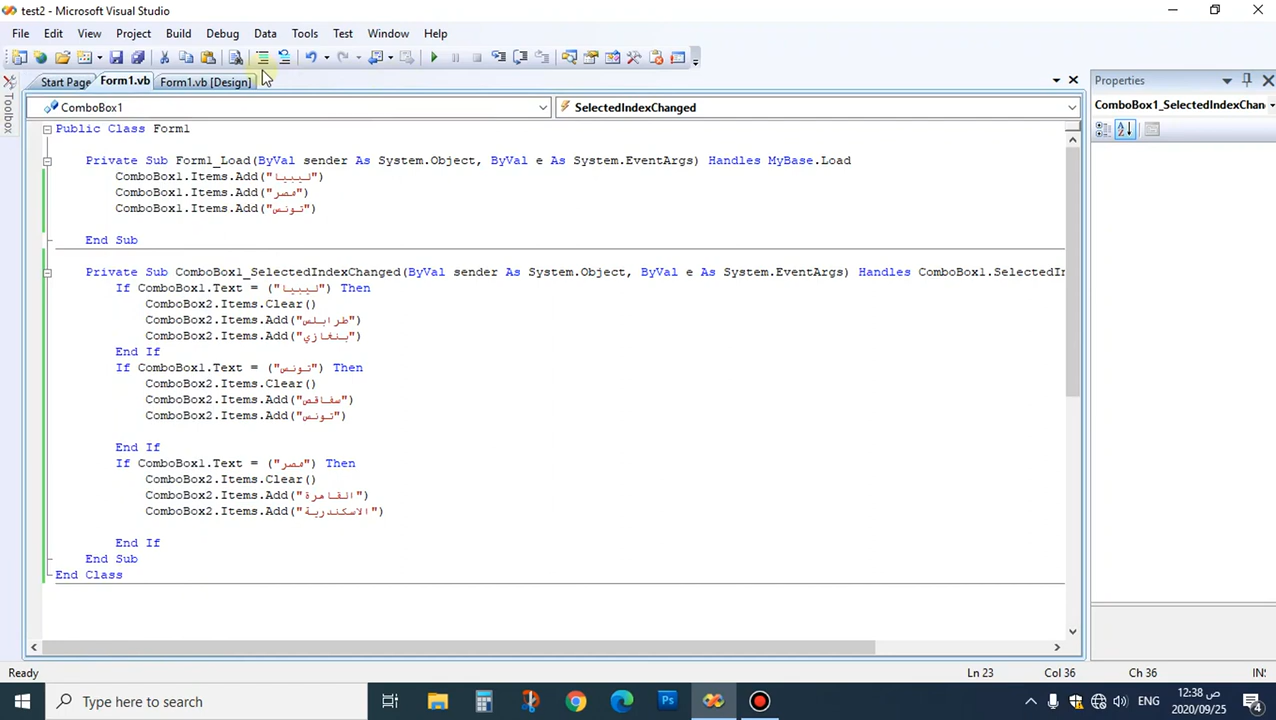 test2 - Microsoft Visual Studio
File Edit View Project Build Debug Data Tools Test Window Help
Toolbox
Start Page Form1.vb Form1.vb [Design]
ComboBox1 SelectedIndexChanged
Public Class Form1
Private Sub Form1_Load(ByVal sender As System.Object, ByVal e As System.EventArgs) Handles MyBase.Load
ComboBox1.Items.Add("ليبيا")
ComboBox1.Items.Add("مصر")
ComboBox1.Items.Add("تونس")
End Sub
Private Sub ComboBox1_SelectedIndexChanged(ByVal sender As System.Object, ByVal e As System.EventArgs) Handles ComboBox1.SelectedIn
If ComboBox1.Text = ("ليبيا") Then
ComboBox2.Items.Clear()
ComboBox2.Items.Add("طرابلس")
ComboBox2.Items.Add("بنغازي")
End If
If ComboBox1.Text = ("تونس") Then
ComboBox2.Items.Clear()
ComboBox2.Items.Add("سفاقص")
ComboBox2.Items.Add("تونس")
End If
If ComboBox1.Text = ("مصر") Then
ComboBox2.Items.Clear()
ComboBox2.Items.Add("القاهرة")
ComboBox2.Items.Add("الاسكندرية")
End If
End Sub
End Class
Properties
ComboBox1_SelectedIndexChan
Ready Ln 23 Col 36 Ch 36 INS
Type here to search
Ps
ENG
12:38 ص
2020/09/25
4